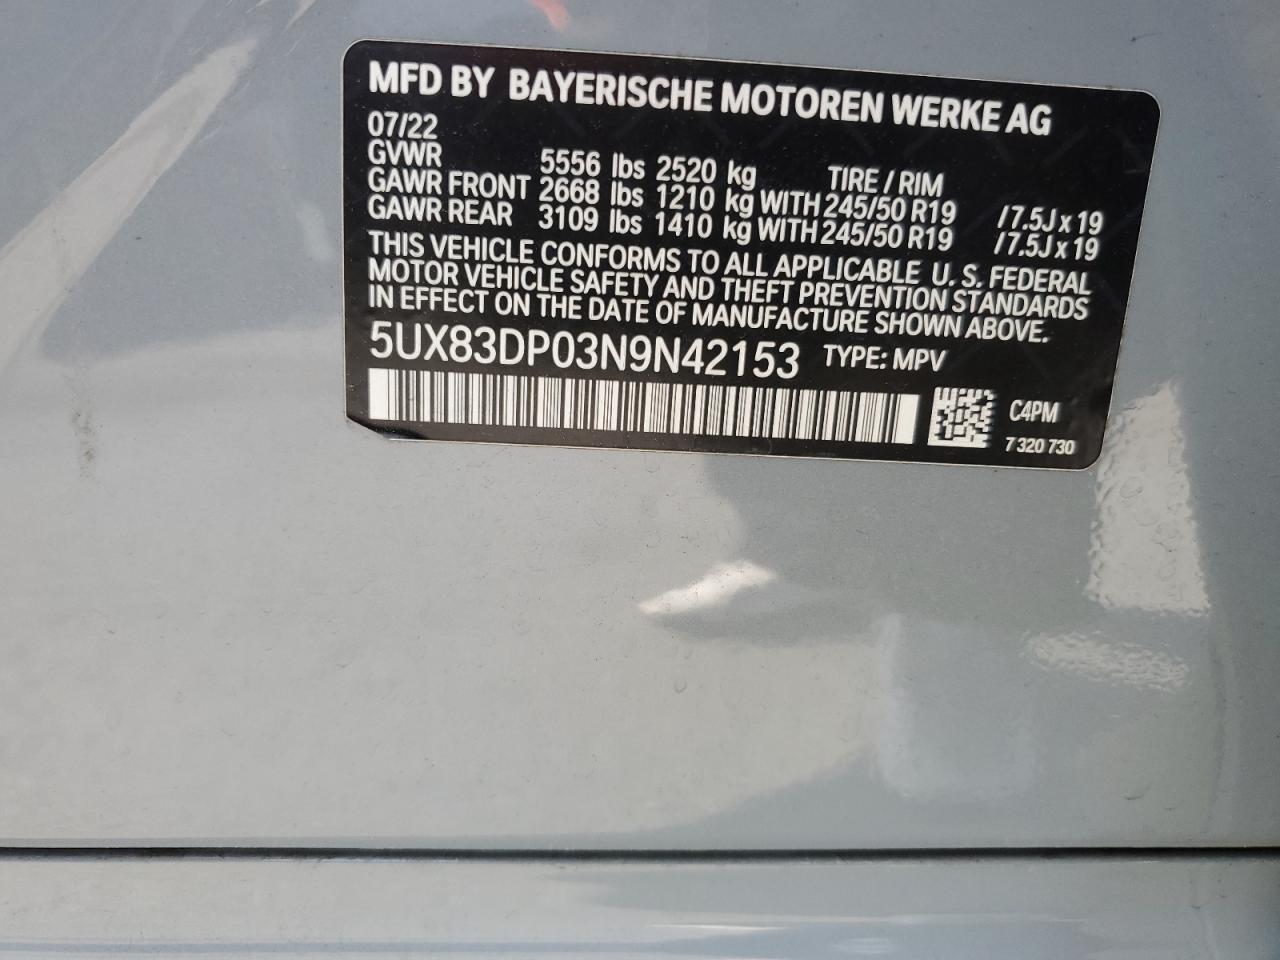 MFD BY BAYERISCHE MOTOREN WERKE AG
07/22
GVWR 5556 lbs 2520 kg TIRE / RIM
GAWR FRONT 2668 lbs 1210 kg WITH 245/50 R19 /7.5J x 19
GAWR REAR 3109 lbs 1410 kg WITH 245/50 R19 /7.5J x 19
THIS VEHICLE CONFORMS TO ALL APPLICABLE U. S. FEDERAL
MOTOR VEHICLE SAFETY AND THEFT PREVENTION STANDARDS
IN EFFECT ON THE DATE OF MANUFACTURE SHOWN ABOVE.
5UX83DP03N9N42153 TYPE: MPV
C4PM
7 320 730